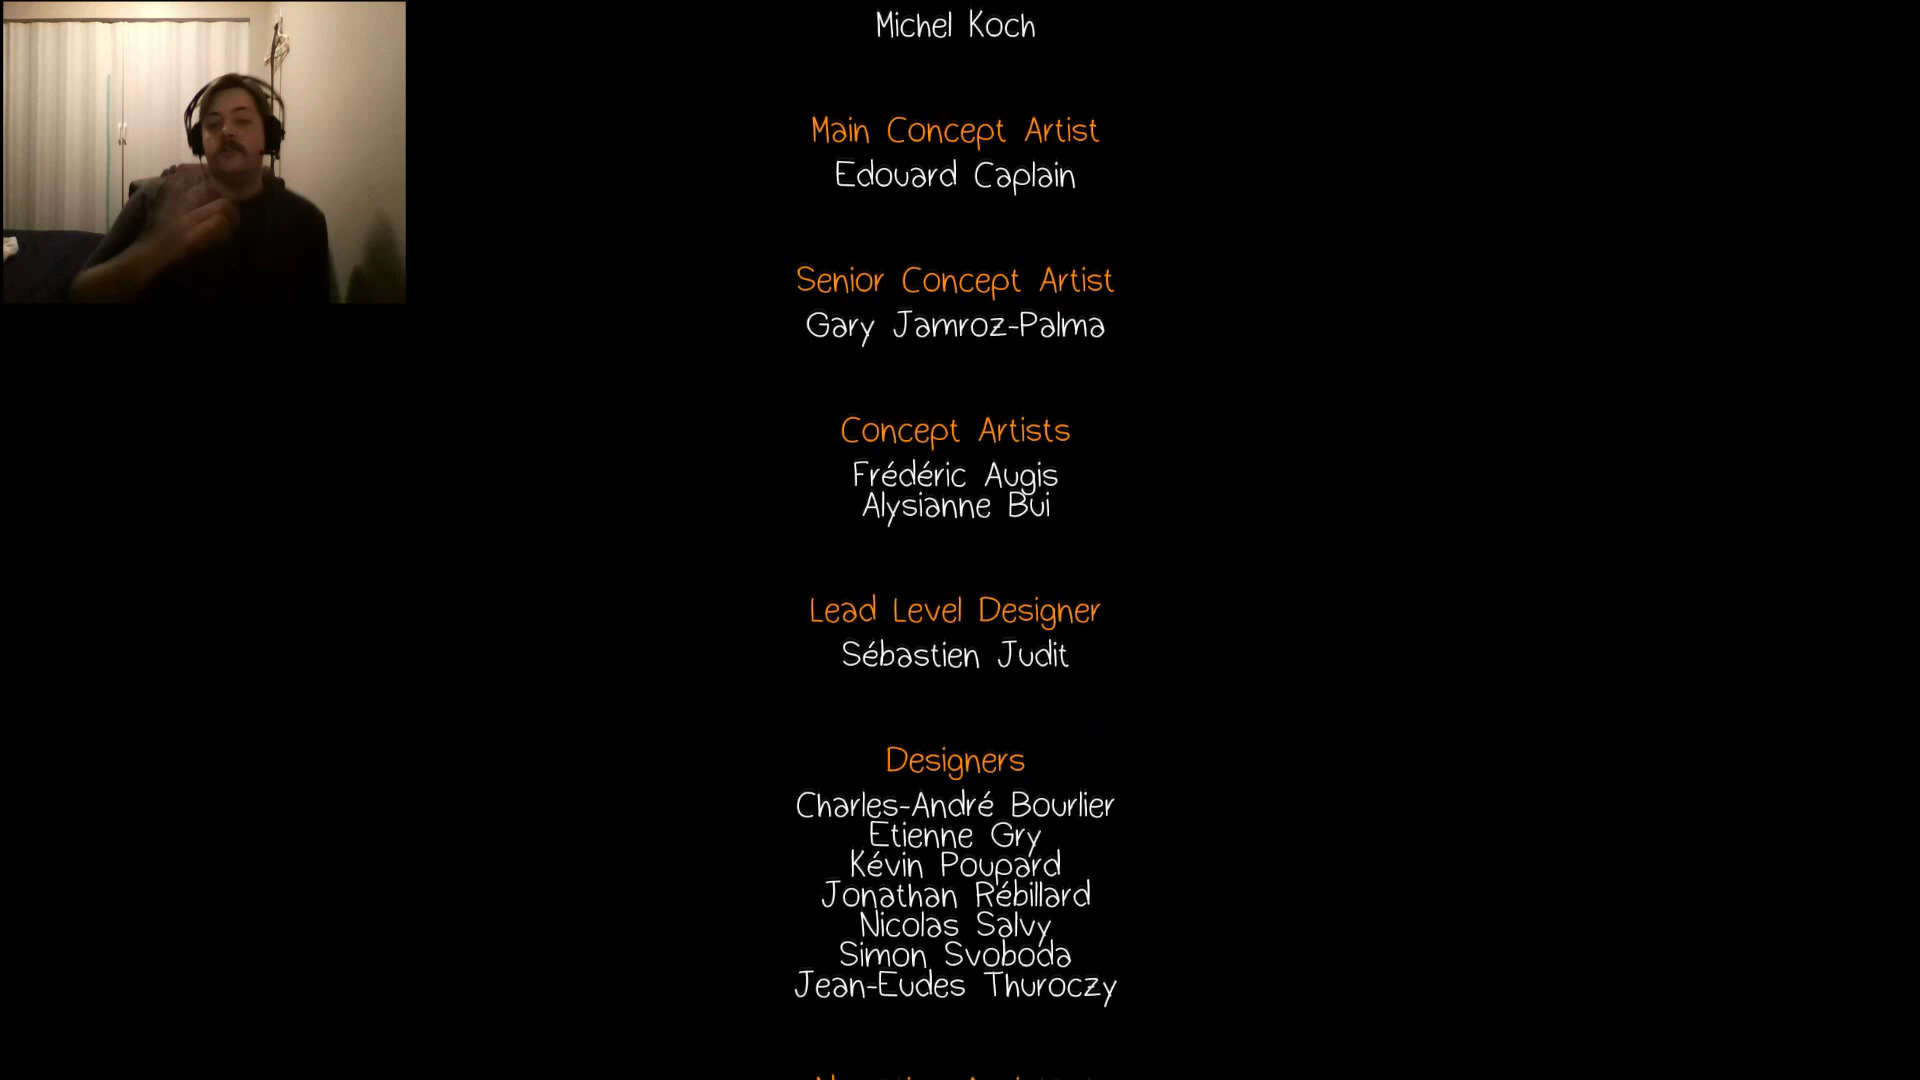 Michel Koch
Main Concept Artist
Edouard Caplain
Senior Concept Artist
Gary Jamroz-Palma
Concept Artists
Frédéric Augis
Alysianne Bui
Lead Level Designer
Sébastien Judit
Designers
Charles-André Bourlier
Etienne Gry
Kévin Poupard
Jonathan Rébillard
Nicolas Salvy
Simon Svoboda
Jean-Eudes Thuroczy